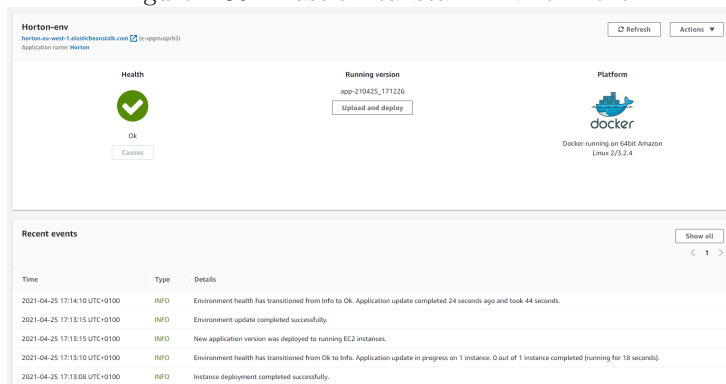 Horton-env
horton.eu-west-1.elasticbeanstalk.com (e-xpgmusprb5)
Application name: Horton
Refresh
Actions ▼
Health
Ok
Causes
Running version
app-210425_171226
Upload and deploy
Platform
docker
Docker running on 64bit Amazon
Linux 2/3.2.4
Recent events
Show all
< 1 >
Time Type Details
2021-04-25 17:14:10 UTC+0100 INFO Environment health has transitioned from Info to Ok. Application update completed 24 seconds ago and took 44 seconds.
2021-04-25 17:13:15 UTC+0100 INFO Environment update completed successfully.
2021-04-25 17:13:15 UTC+0100 INFO New application version was deployed to running EC2 instances.
2021-04-25 17:13:10 UTC+0100 INFO Environment health has transitioned from Ok to Info. Application update in progress on 1 instance. 0 out of 1 instance completed (running for 18 seconds).
2021-04-25 17:13:08 UTC+0100 INFO Instance deployment completed successfully.